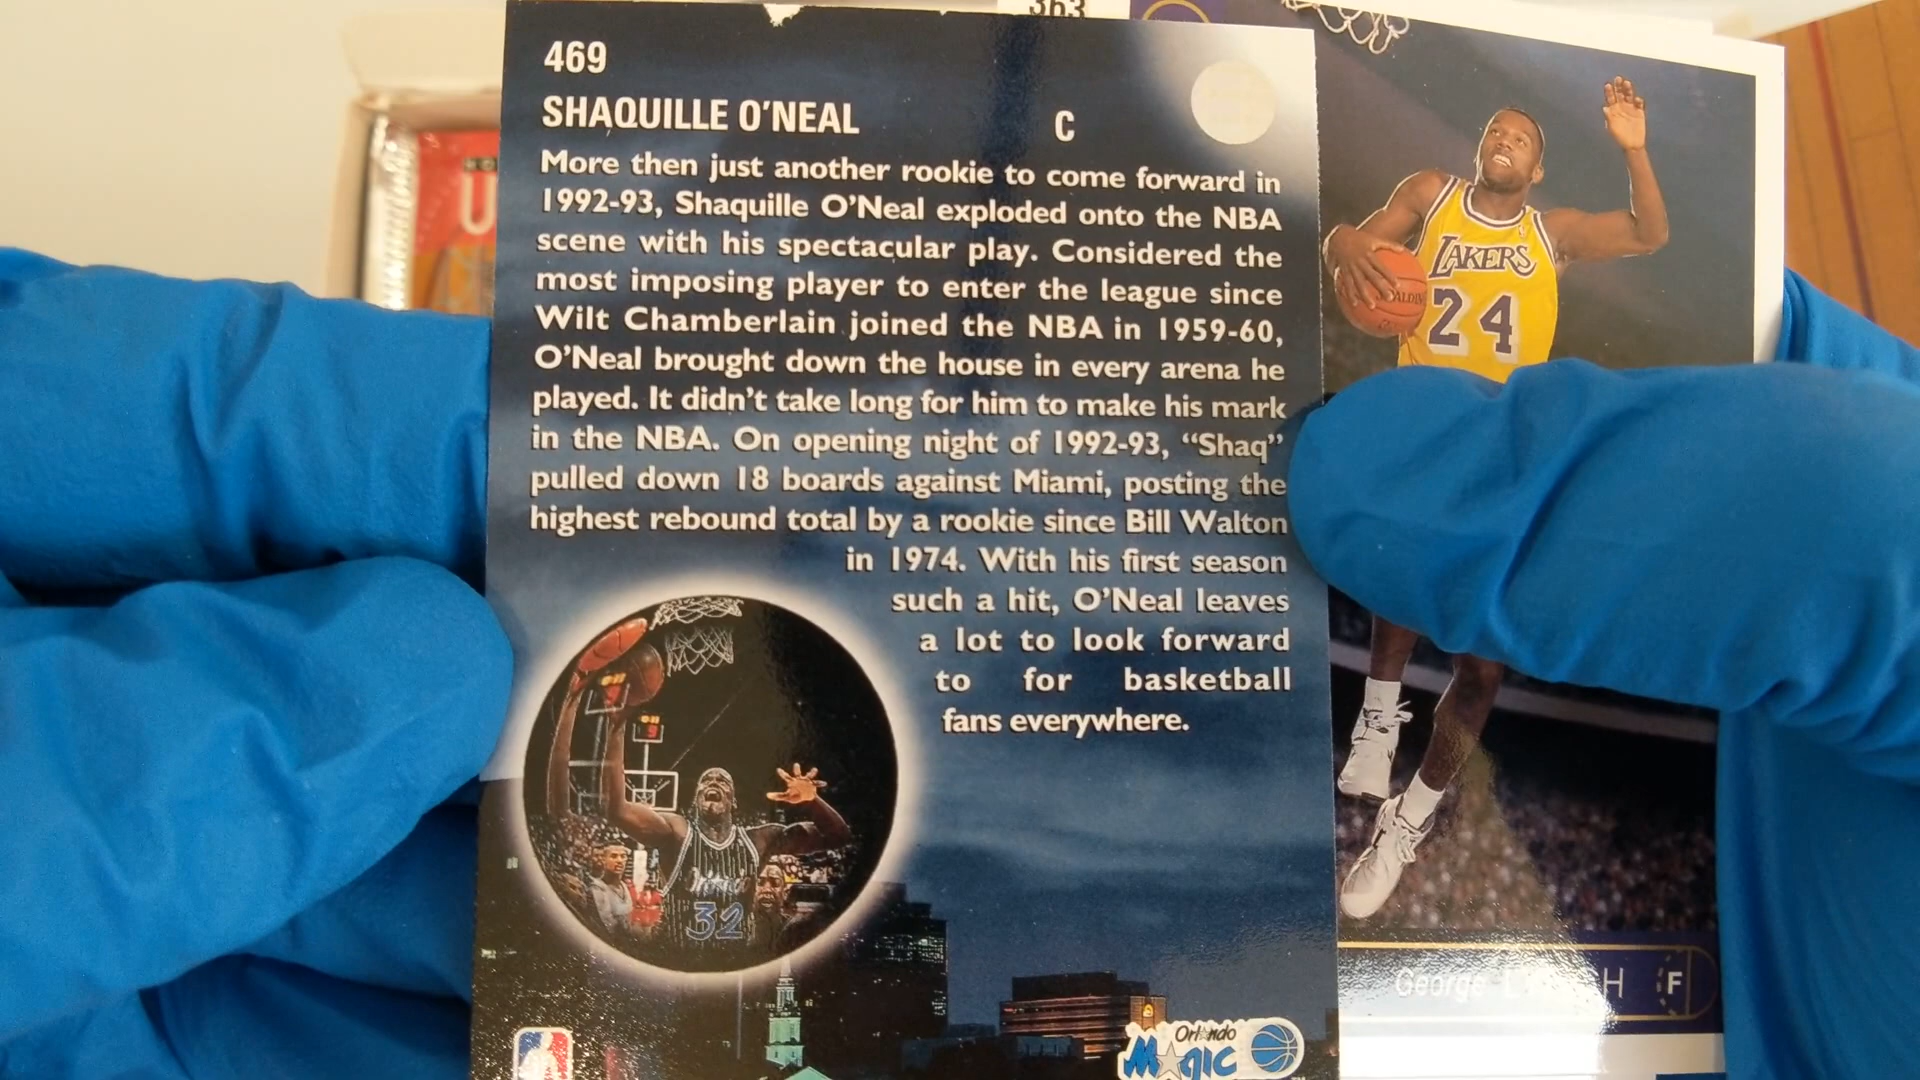 363
469
SHAQUILLE O'NEAL C
More then just another rookie to come forward in
1992-93, Shaquille O'Neal exploded onto the NBA
scene with his spectacular play. Considered the
most imposing player to enter the league since
Wilt Chamberlain joined the NBA in 1959-60,
O'Neal brought down the house in every arena he
played. It didn't take long for him to make his mark
in the NBA. On opening night of 1992-93, “Shaq”
pulled down 18 boards against Miami, posting the
highest rebound total by a rookie since Bill Walton
in 1974. With his first season
such a hit, O'Neal leaves
a lot to look forward
to for basketball
fans everywhere.
32
Orlando
Magic
U
LAKERS
24
George F